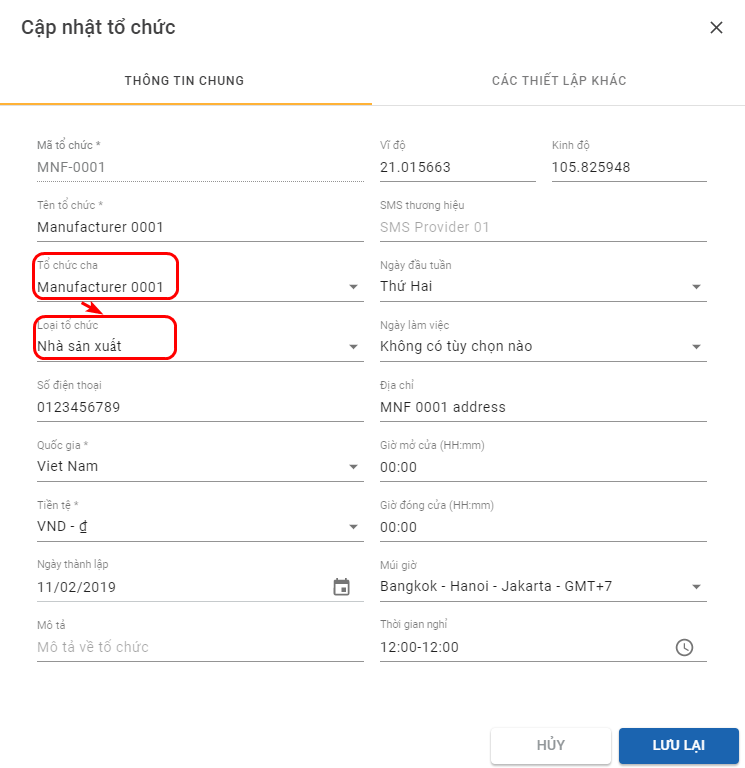 Cập nhật tổ chức
THÔNG TIN CHUNG
CÁC THIẾT LẬP KHÁC
Mã tổ chức *
MNF-0001
Vĩ độ
21.015663
Kinh độ
105.825948
Tên tổ chức *
Manufacturer 0001
SMS thương hiệu
SMS Provider 01
Tổ chức cha
Manufacturer 0001
Ngày đầu tuần
Thứ Hai
Loại tổ chức
Nhà sản xuất
Ngày làm việc
Không có tùy chọn nào
Số điện thoại
0123456789
Địa chỉ
MNF 0001 address
Quốc gia *
Viet Nam
Giờ mở cửa (HH:mm)
00:00
Tiền tệ *
VND - ₫
Giờ đóng cửa (HH:mm)
00:00
Ngày thành lập
11/02/2019
Múi giờ
Bangkok - Hanoi - Jakarta - GMT+7
Mô tả
Mô tả về tổ chức
Thời gian nghỉ
12:00-12:00
HỦY
LƯU LẠI